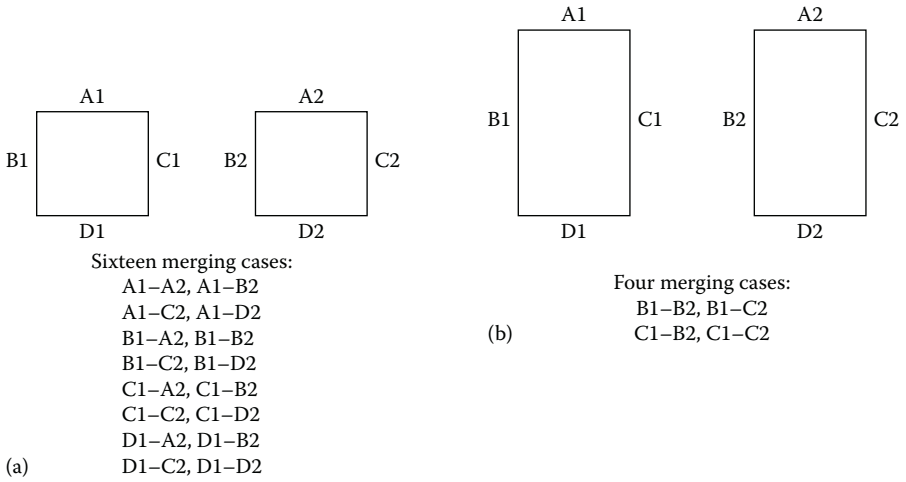 A1
A2
B1
C1
B2
C2
D1
D2
Sixteen merging cases:
A1–A2, A1–B2
A1–C2, A1–D2
B1–A2, B1–B2
B1–C2, B1–D2
C1–A2, C1–B2
C1–C2, C1–D2
D1–A2, D1–B2
D1–C2, D1–D2
(a)
A1
A2
B1
C1
B2
C2
D1
D2
Four merging cases:
B1–B2, B1–C2
C1–B2, C1–C2
(b)